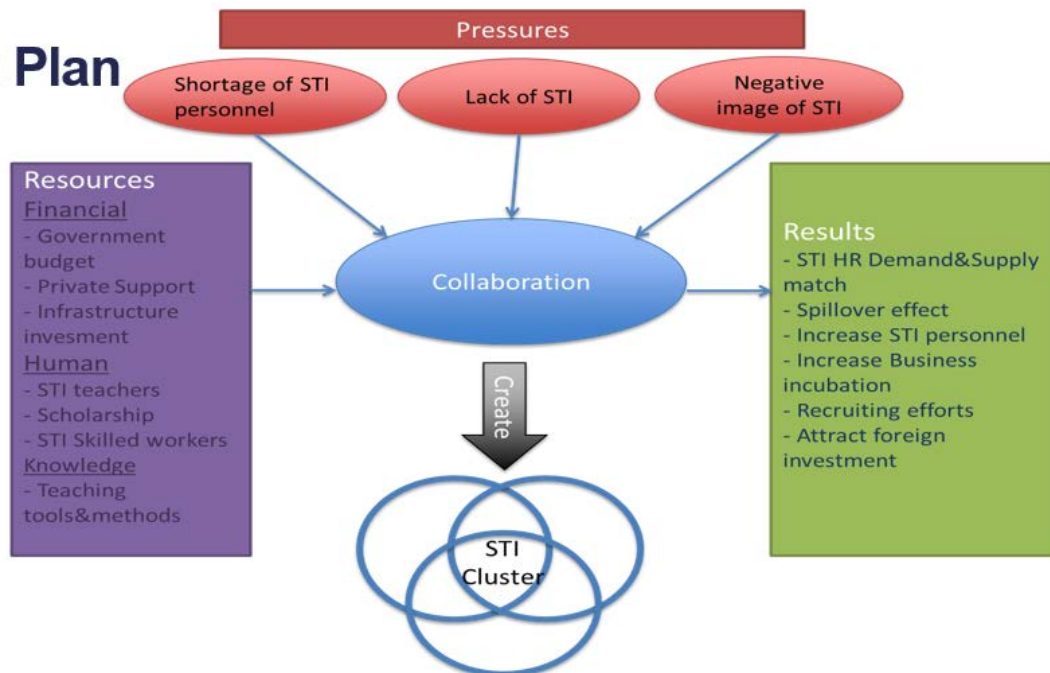 Pressures
Plan
Shortage of STI
personnel
Lack of STI
Negative
image of STI
Resources
Financial
- Government
budget
- Private Support
- Infrastructure
invesment
Human
- STI teachers
- Scholarship
- STI Skilled workers
Knowledge
- Teaching
tools&methods
Collaboration
Results
- STI HR Demand&Supply
match
- Spillover effect
- Increase STI personnel
- Increase Business
incubation
- Recruiting efforts
- Attract foreign
investment
Create
STI
Cluster